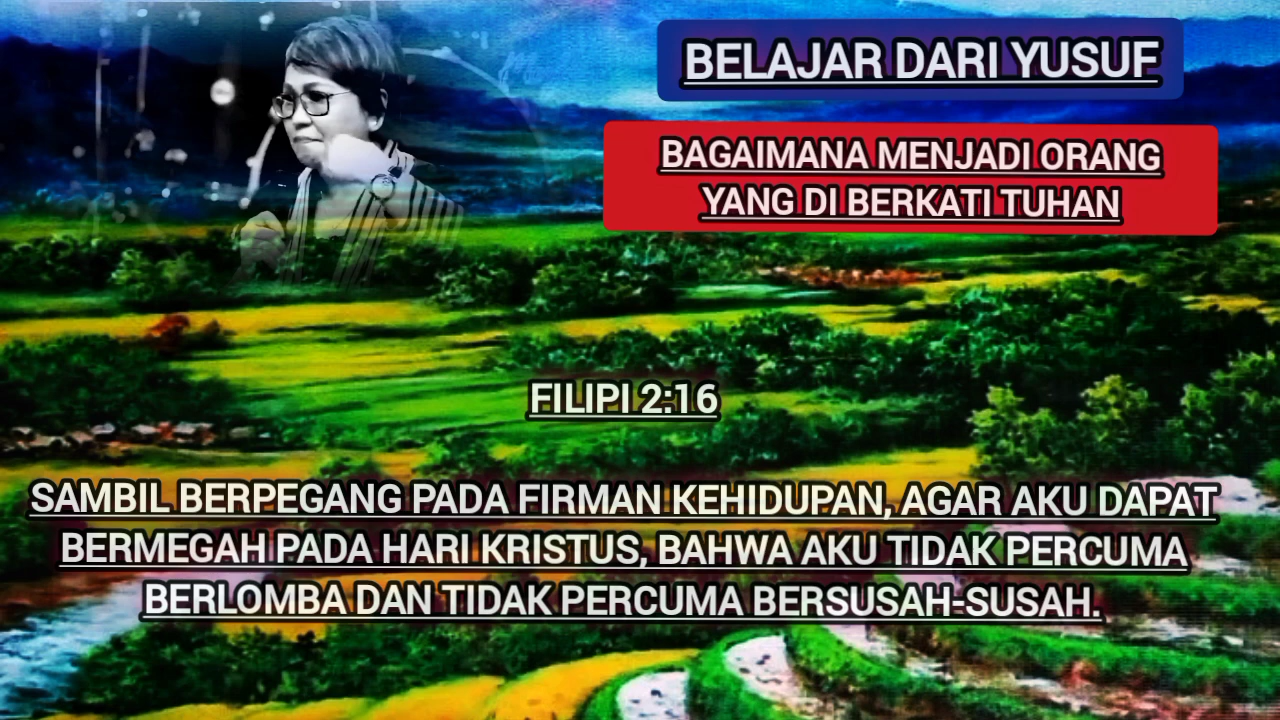 BELAJAR DARI YUSUF
BAGAIMANA MENJADI ORANG
YANG DI BERKATI TUHAN
FILIPI 2:16
SAMBIL BERPEGANG PADA FIRMAN KEHIDUPAN, AGAR AKU DAPAT
BERMEGAH PADA HARI KRISTUS, BAHWA AKU TIDAK PERCUMA
BERLOMBA DAN TIDAK PERCUMA BERSUSAH-SUSAH.